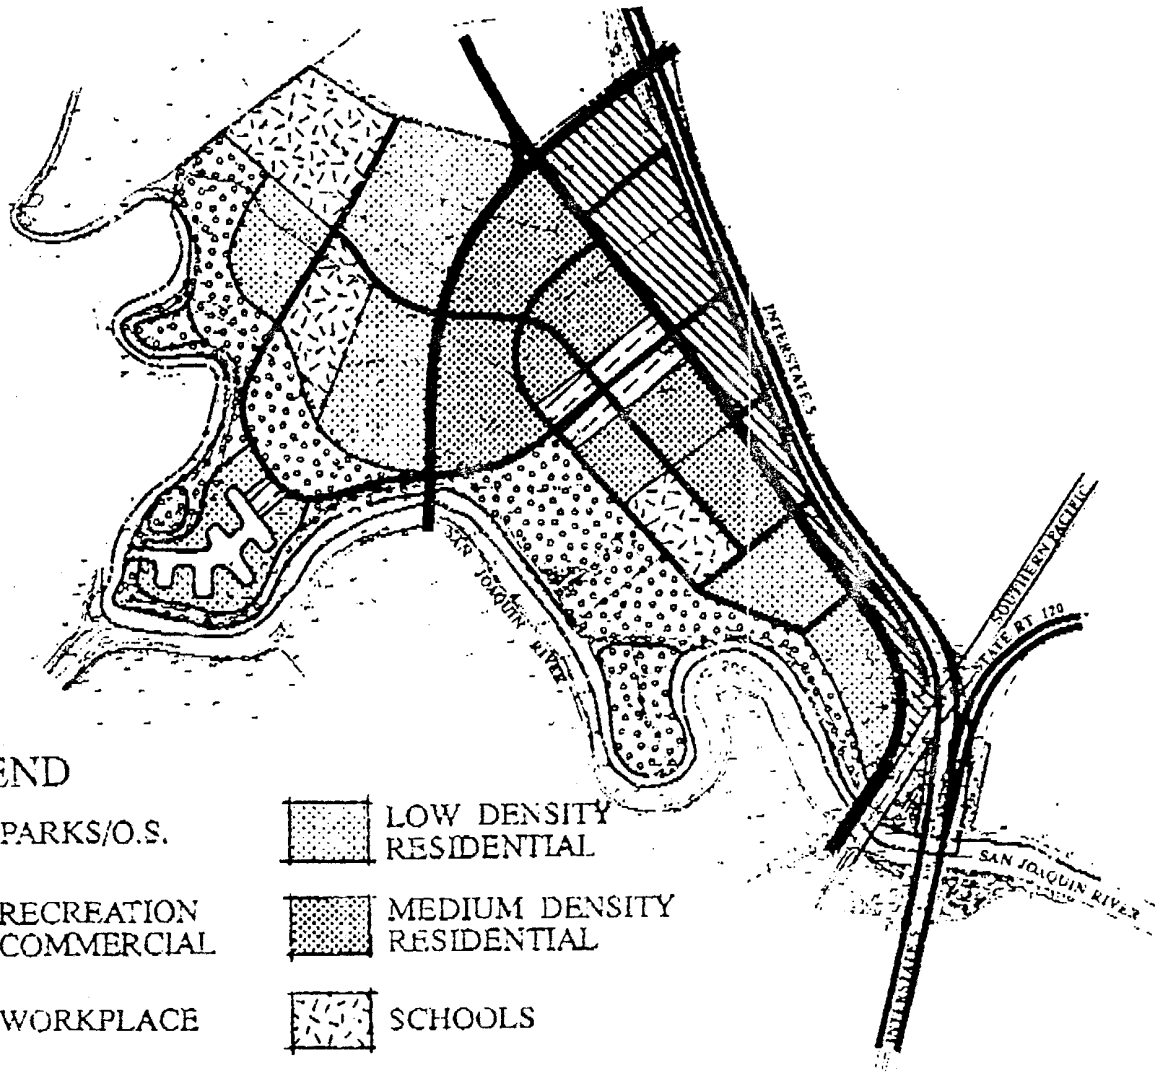 INTERSTATE 5
SOUTHERN PACIFIC
STATE RT 120
SAN JOAQUIN RIVER
SAN JOAQUIN RIVER
INTERSTATE 5
END
PARKS/O.S.
LOW DENSITY
RESIDENTIAL
RECREATION
COMMERCIAL
MEDIUM DENSITY
RESIDENTIAL
WORKPLACE
SCHOOLS